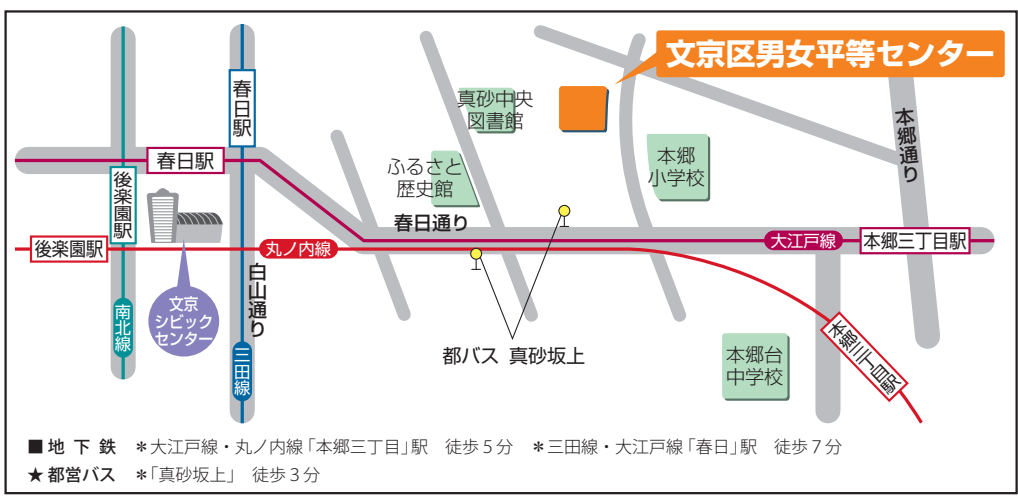 文京区男女平等センター
春日駅
真砂中央
図書館
本郷通り
春日駅
後楽園駅
ふるさと
歴史館
本郷
小学校
春日通り
後楽園駅
丸ノ内線
大江戸線
本郷三丁目駅
白山通り
文京
シビック
センター
南北線
三田線
都バス 真砂坂上
本郷台
中学校
本郷三丁目駅
■地下鉄 *大江戸線・丸ノ内線「本郷三丁目」駅 徒歩5分 *三田線・大江戸線「春日」駅 徒歩7分
★都営バス *「真砂坂上」 徒歩3分